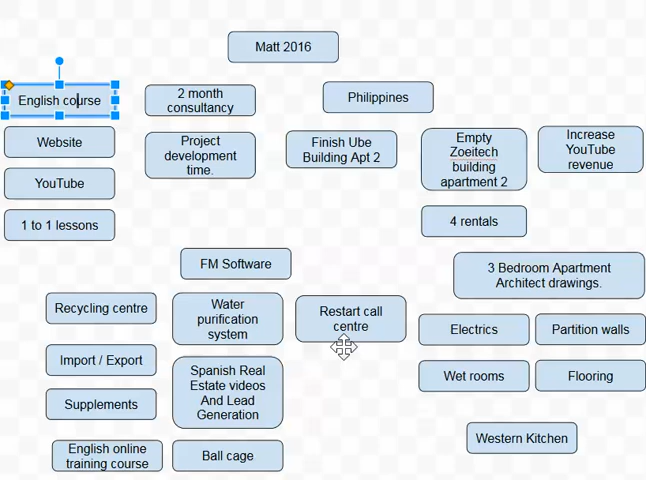 Matt 2016
English course
2 month
consultancy
Philippines
Website
Project
development
time.
Finish Ube
Building Apt 2
Empty
Zoeitech
building
apartment 2
Increase
YouTube
revenue
YouTube
1 to 1 lessons
4 rentals
FM Software
3 Bedroom Apartment
Architect drawings.
Recycling centre
Water
purification
system
Restart call
centre
Electrics
Partition walls
Import / Export
Spanish Real
Estate videos
And Lead
Generation
Wet rooms
Flooring
Supplements
Western Kitchen
English online
training course
Ball cage